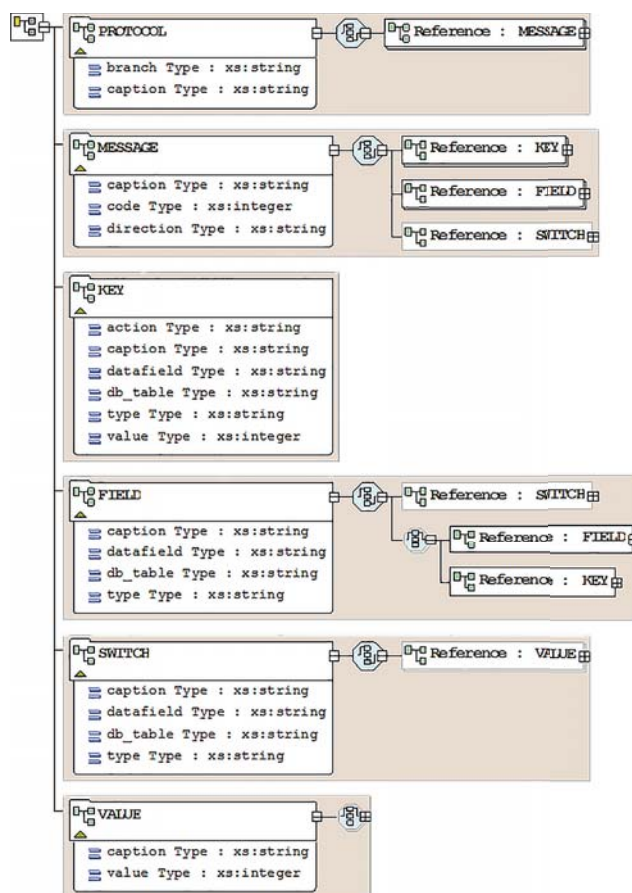 PROTOCOL
Reference : MESSAGE
branch Type : xs:string
caption Type : xs:string
MESSAGE
Reference : KEY
caption Type : xs:string
code Type : xs:integer
direction Type : xs:string
Reference : FIELD
Reference : SWITCH
KEY
action Type : xs:string
caption Type : xs:string
datafield Type : xs:string
db_table Type : xs:string
type Type : xs:string
value Type : xs:integer
FIELD
Reference : SWITCH
caption Type : xs:string
datafield Type : xs:string
db_table Type : xs:string
type Type : xs:string
Reference : FIELD
Reference : KEY
SWITCH
Reference : VALUE
caption Type : xs:string
datafield Type : xs:string
db_table Type : xs:string
type Type : xs:string
VALUE
caption Type : xs:string
value Type : xs:integer